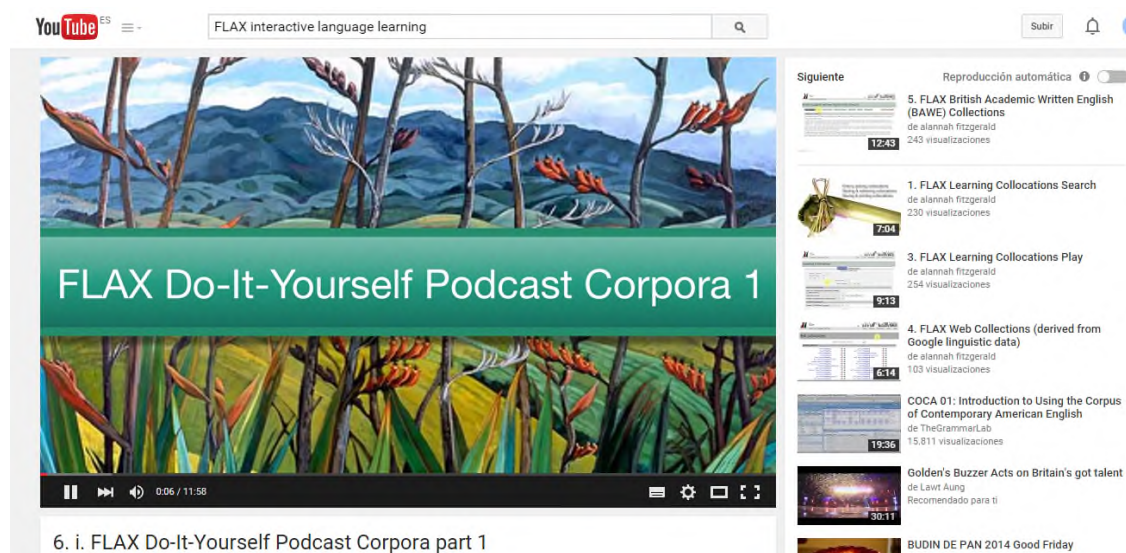 YouTube ES
FLAX interactive language learning
Subir
FLAX Do-It-Yourself Podcast Corpora 1
0:06 / 11:58
6. i. FLAX Do-It-Yourself Podcast Corpora part 1
Siguiente
Reproducción automática
12:43
5. FLAX British Academic Written English
(BAWE) Collections
de alannah fitzgerald
243 visualizaciones
7:04
1. FLAX Learning Collocations Search
de alannah fitzgerald
230 visualizaciones
9:13
3. FLAX Learning Collocations Play
de alannah fitzgerald
254 visualizaciones
6:14
4. FLAX Web Collections (derived from
Google linguistic data)
de alannah fitzgerald
103 visualizaciones
19:36
COCA 01: Introduction to Using the Corpus
of Contemporary American English
de TheGrammarLab
15.811 visualizaciones
30:11
Golden's Buzzer Acts on Britain's got talent
de Lawt Aung
Recomendado para ti
BUDIN DE PAN 2014 Good Friday